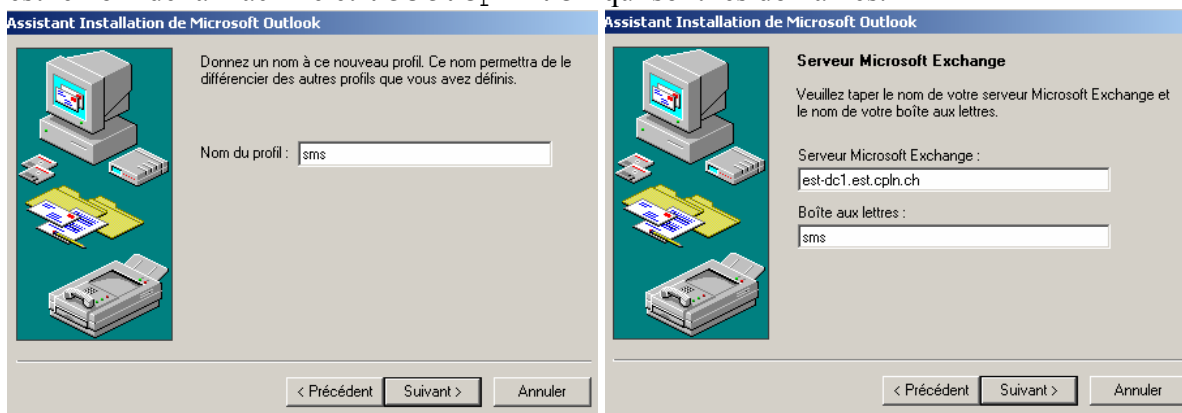 Assistant Installation de Microsoft Outlook
Donnez un nom à ce nouveau profil. Ce nom permettra de le
différencier des autres profils que vous avez définis.
Nom du profil : sms
< Précédent Suivant > Annuler
Assistant Installation de Microsoft Outlook
Serveur Microsoft Exchange
Veuillez taper le nom de votre serveur Microsoft Exchange et
le nom de votre boîte aux lettres.
Serveur Microsoft Exchange :
est-dc1.est.cpln.ch
Boîte aux lettres :
sms
< Précédent Suivant > Annuler